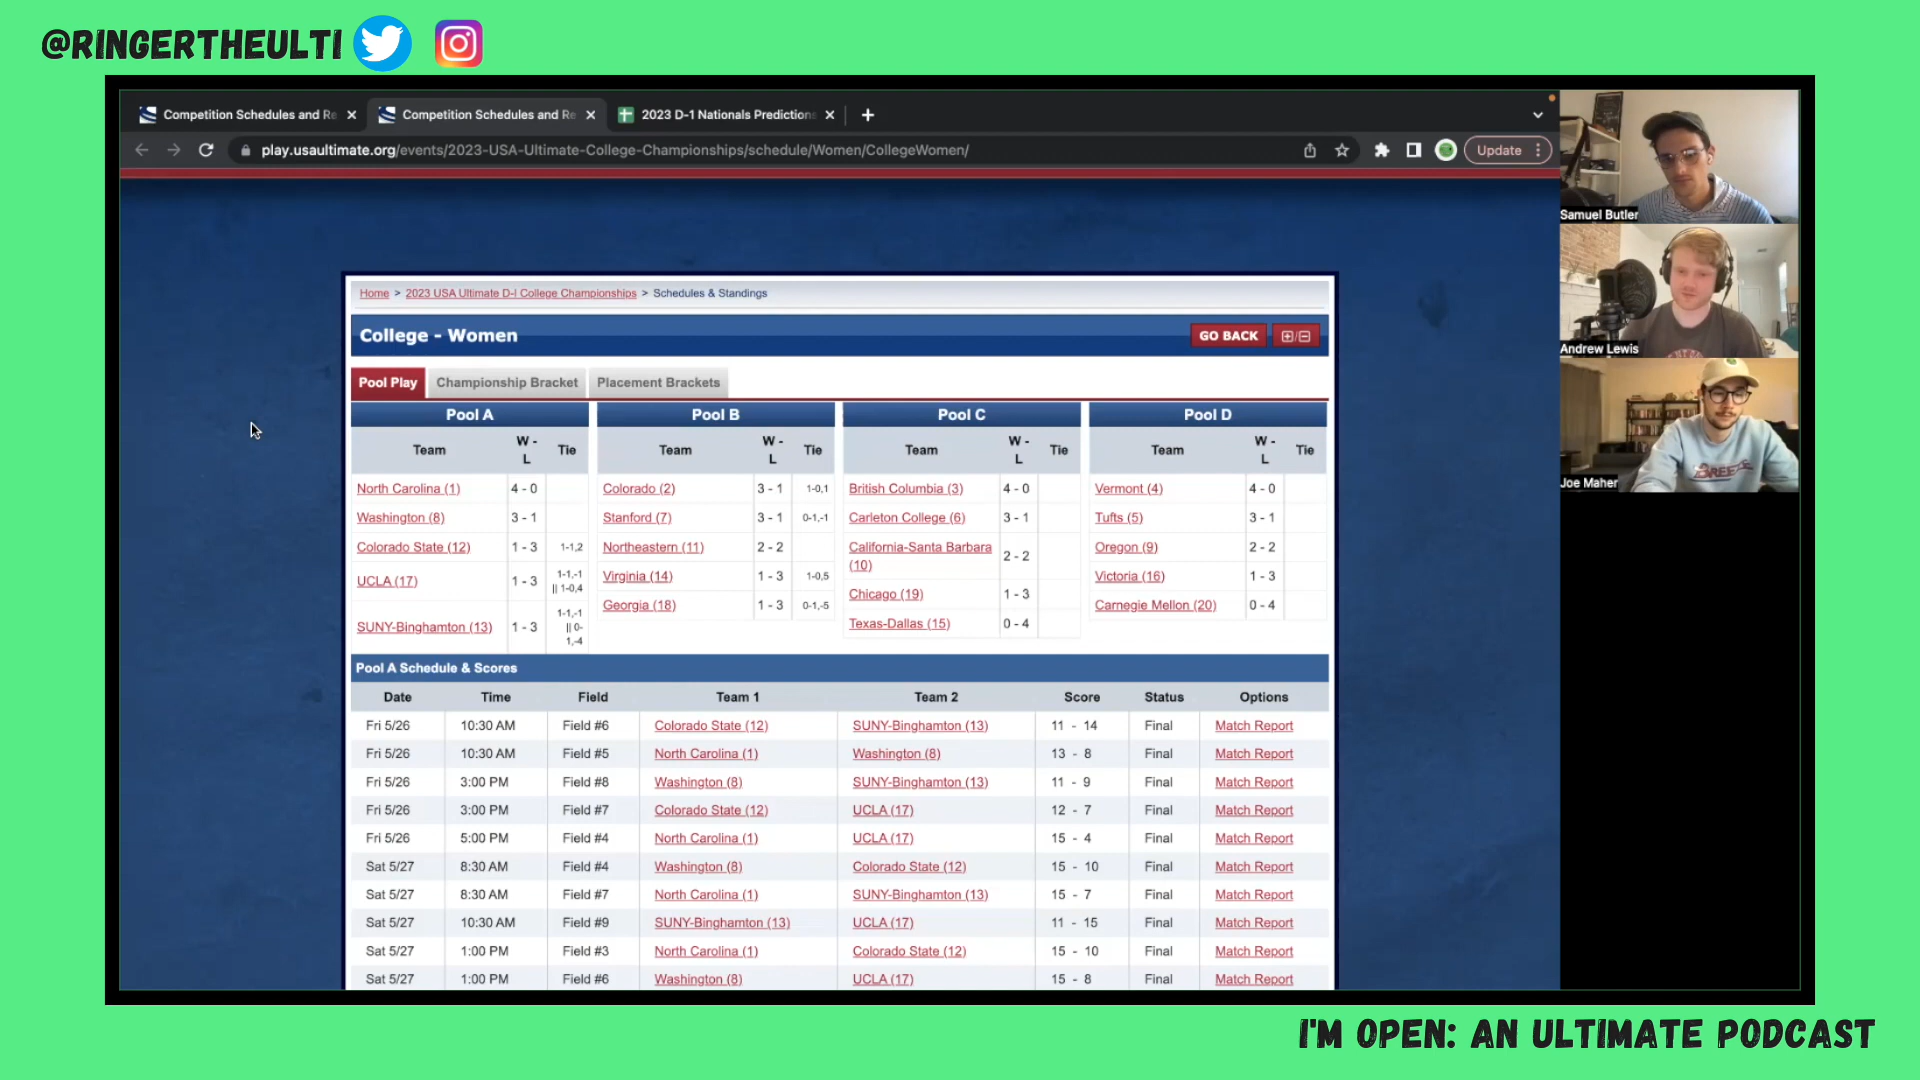 @RINGERTHEULTI
Competition Schedules and Re
Competition Schedules and Re
2023 D-1 Nationals Predictions
play.usaultimate.org/events/2023-USA-Ultimate-College-Championships/schedule/Women/CollegeWomen/
Update
Samuel Butler
Andrew Lewis
Joe Maher
Home > 2023 USA Ultimate D-I College Championships > Schedules & Standings
College - Women
GO BACK
Pool Play Championship Bracket Placement Brackets
Pool A Pool B Pool C Pool D
Team W - L Tie Team W - L Tie Team W - L Tie Team W - L Tie
North Carolina (1) 4 - 0 Colorado (2) 3 - 1 1-0,1 British Columbia (3) 4 - 0 Vermont (4) 4 - 0
Washington (8) 3 - 1 Stanford (7) 3 - 1 0-1,-1 Carleton College (6) 3 - 1 Tufts (5) 3 - 1
Colorado State (12) 1 - 3 1-1,2 Northeastern (11) 2 - 2 California-Santa Barbara (10) 2 - 2 Oregon (9) 2 - 2
UCLA (17) 1 - 3 1-1,-1 || 1-0,4 Virginia (14) 1 - 3 1-0,5 Chicago (19) 1 - 3 Victoria (16) 1 - 3
SUNY-Binghamton (13) 1 - 3 1-1,-1 || 0-1,-4 Georgia (18) 1 - 3 0-1,-5 Texas-Dallas (15) 0 - 4 Carnegie Mellon (20) 0 - 4
Pool A Schedule & Scores
Date Time Field Team 1 Team 2 Score Status Options
Fri 5/26 10:30 AM Field #6 Colorado State (12) SUNY-Binghamton (13) 11 - 14 Final Match Report
Fri 5/26 10:30 AM Field #5 North Carolina (1) Washington (8) 13 - 8 Final Match Report
Fri 5/26 3:00 PM Field #8 Washington (8) SUNY-Binghamton (13) 11 - 9 Final Match Report
Fri 5/26 3:00 PM Field #7 Colorado State (12) UCLA (17) 12 - 7 Final Match Report
Fri 5/26 5:00 PM Field #4 North Carolina (1) UCLA (17) 15 - 4 Final Match Report
Sat 5/27 8:30 AM Field #4 Washington (8) Colorado State (12) 15 - 10 Final Match Report
Sat 5/27 8:30 AM Field #7 North Carolina (1) SUNY-Binghamton (13) 15 - 7 Final Match Report
Sat 5/27 10:30 AM Field #9 SUNY-Binghamton (13) UCLA (17) 11 - 15 Final Match Report
Sat 5/27 1:00 PM Field #3 North Carolina (1) Colorado State (12) 15 - 10 Final Match Report
Sat 5/27 1:00 PM Field #6 Washington (8) UCLA (17) 15 - 8 Final Match Report
I'M OPEN: AN ULTIMATE PODCAST